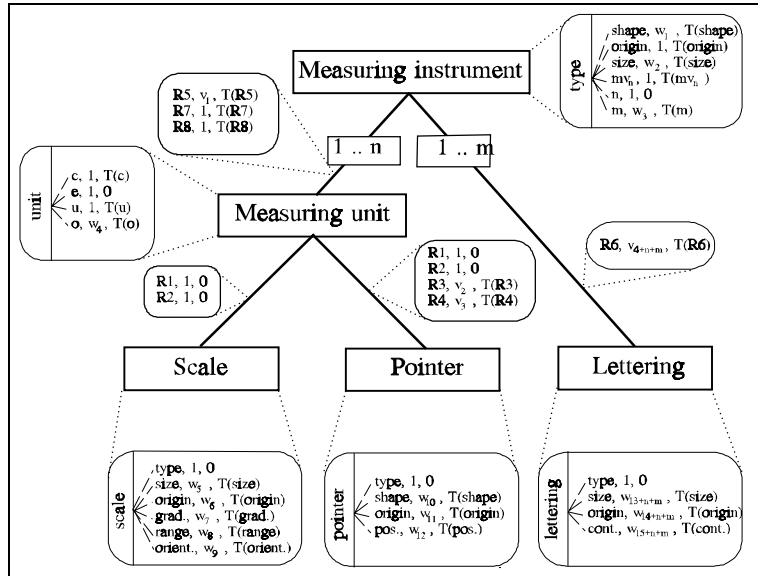 Measuring instrument
type
shape, w₁ , T(shape)
origin, 1, T(origin)
size, w₂ , T(size)
mvₙ , 1, T(mvₙ )
n, 1, 0
m, w₃ , T(m)
R5, v₁ , T(R5)
R7, 1, T(R7)
R8, 1, T(R8)
1 .. n
1 .. m
unit
c, 1, T(c)
e, 1, 0
u, 1, T(u)
o, w₄ , T(o)
Measuring unit
R6, v₄₊ₙ₊ₘ , T(R6)
R1, 1, 0
R2, 1, 0
R1, 1, 0
R2, 1, 0
R3, v₂ , T(R3)
R4, v₃ , T(R4)
Scale
Pointer
Lettering
scale
type, 1, 0
size, w₅ , T(size)
origin, w₆ , T(origin)
grad., w₇ , T(grad.)
range, w₈ , T(range)
orient., w₉ , T(orient.)
pointer
type, 1, 0
shape, w₁₀ , T(shape)
origin, w₁₁ , T(origin)
pos., w₁₂ , T(pos.)
lettering
type, 1, 0
size, w₁₃₊ₙ₊ₘ , T(size)
origin, w₁₄₊ₙ₊ₘ , T(origin)
cont., w₁₅₊ₙ₊ₘ , T(cont.)